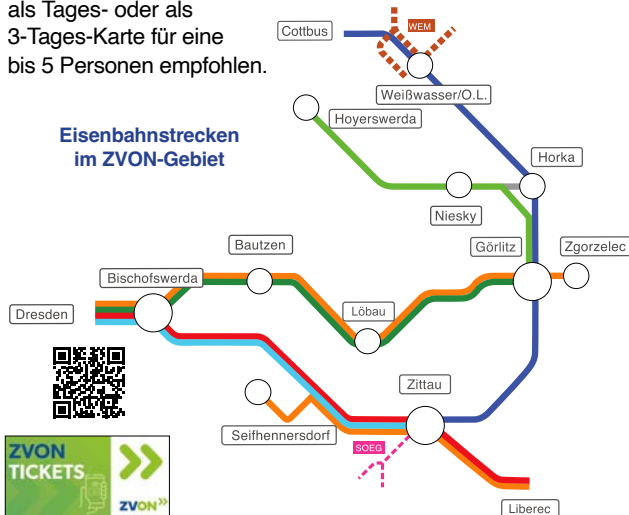 als Tages- oder als
3-Tages-Karte für eine
bis 5 Personen empfohlen.
Eisenbahnstrecken
im ZVON-Gebiet
Cottbus
WEM
Weißwasser/O.L.
Hoyerswerda
Horka
Niesky
Görlitz
Zgorzelec
Bautzen
Bischofswerda
Dresden
Löbau
Zittau
Seifhennersdorf
SOEG
Liberec
ZVON
TICKETS
ZVON